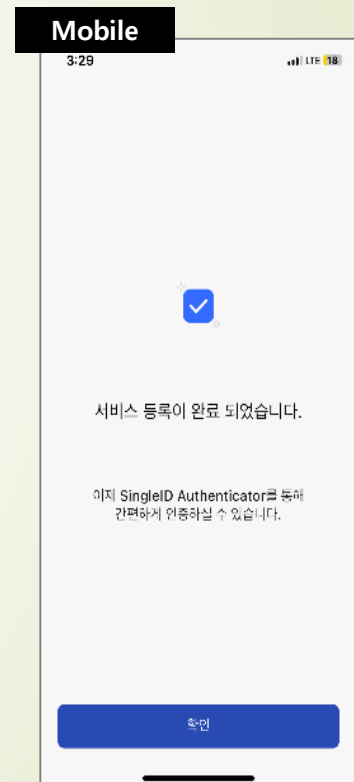 Mobile
3:29
LTE 18
서비스 등록이 완료 되었습니다.
이제 SingleID Authenticator를 통해
간편하게 인증하실 수 있습니다.
확인